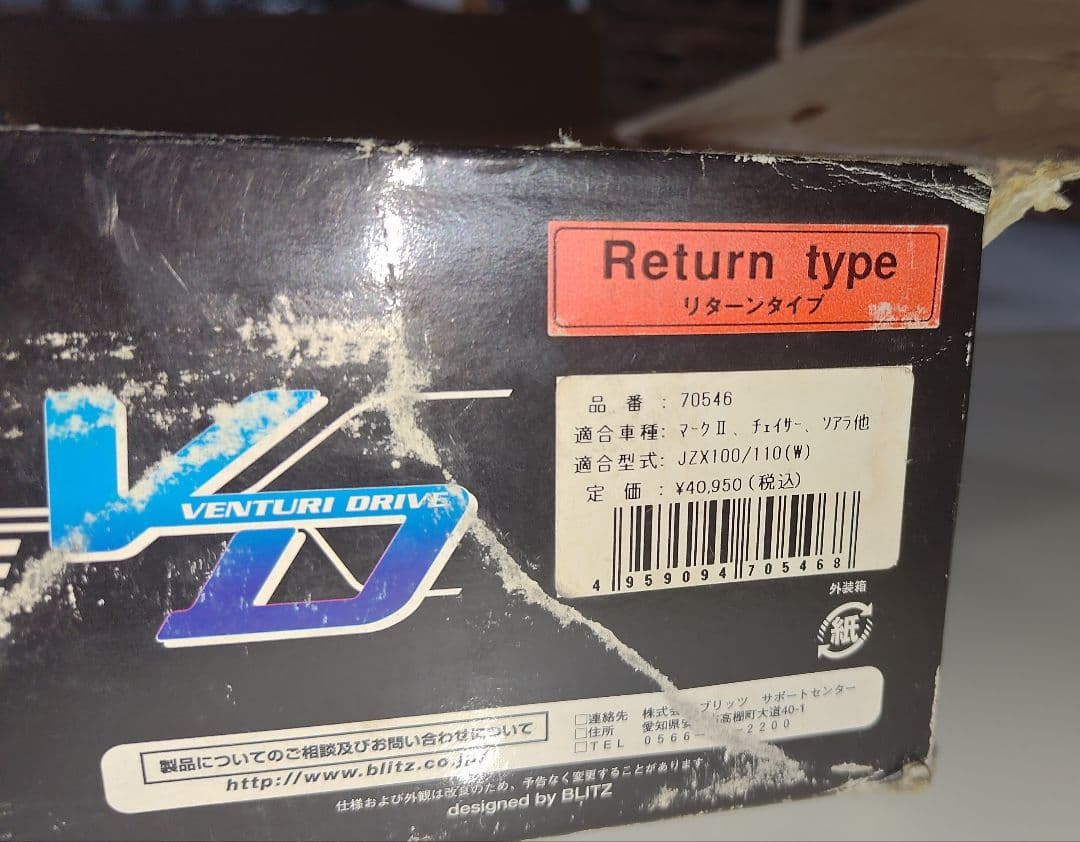 Return type
リターンタイプ
品 番 : 70546
適合車種: マークⅡ、チェイサー、ソアラ他
適合型式: JZX100/110(W)
定 価 : ¥40,950(税込)
4 959094 705468
VENTURI DRIVE
外装箱
紙
製品についてのご相談及びお問い合わせについて
http://www.blitz.co.jp
□連絡先 株式会 ブリッツ サポートセンター
□住所 愛知県 高棚町大道40-1
□TEL 0566- -2200
仕様および外観は改良のため、予告なく変更することがあります。
designed by BLITZ